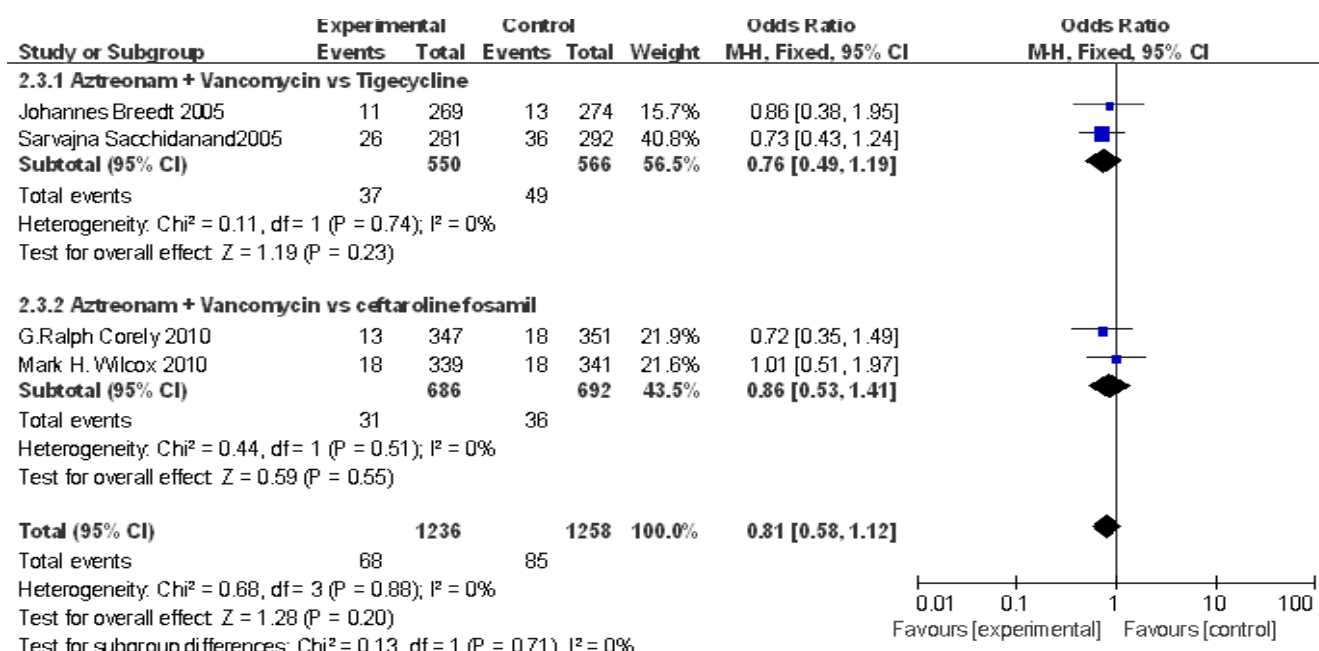 Experimental Control Odds Ratio Odds Ratio
Study or Subgroup Events Total Events Total Weight M-H, Fixed, 95% CI M-H, Fixed, 95% CI
2.3.1 Aztreonam + Vancomycin vs Tigecycline
Johannes Breedt 2005 11 269 13 274 15.7% 0.86 [0.38, 1.95]
Sarvajna Sacchidanand2005 26 281 36 292 40.8% 0.73 [0.43, 1.24]
Subtotal (95% CI) 550 566 56.5% 0.76 [0.49, 1.19]
Total events 37 49
Heterogeneity: Chi² = 0.11, df = 1 (P = 0.74); I² = 0%
Test for overall effect: Z = 1.19 (P = 0.23)
2.3.2 Aztreonam + Vancomycin vs ceftaroline fosamil
G.Ralph Corely 2010 13 347 18 351 21.9% 0.72 [0.35, 1.49]
Mark H. Wilcox 2010 18 339 18 341 21.6% 1.01 [0.51, 1.97]
Subtotal (95% CI) 686 692 43.5% 0.86 [0.53, 1.41]
Total events 31 36
Heterogeneity: Chi² = 0.44, df = 1 (P = 0.51); I² = 0%
Test for overall effect: Z = 0.59 (P = 0.55)
Total (95% CI) 1236 1258 100.0% 0.81 [0.58, 1.12]
Total events 68 85
Heterogeneity: Chi² = 0.68, df = 3 (P = 0.88); I² = 0%
Test for overall effect: Z = 1.28 (P = 0.20)
Test for subgroup differences: Chi² = 0.13, df = 1 (P = 0.71), I² = 0%
0.01 0.1 1 10 100
Favours [experimental] Favours [control]